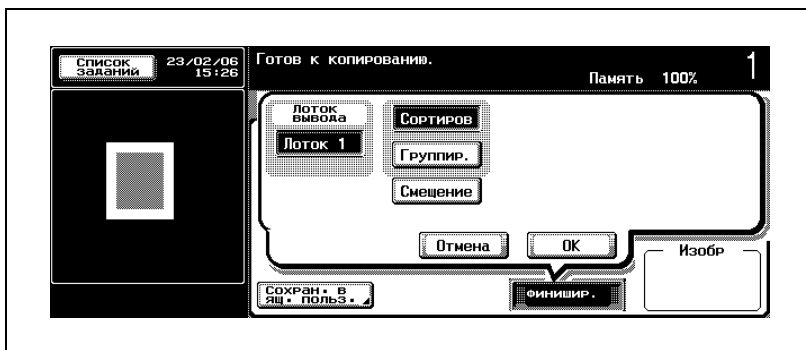 Список
заданий
23/02/06
15:26
Готов к копированию.
Память 100%
1
Лоток
вывода
Лоток 1
Сортиров
Группир.
Смещение
Отмена
OK
Изобр
Сохран. в
ящ. польз.
Финишир.